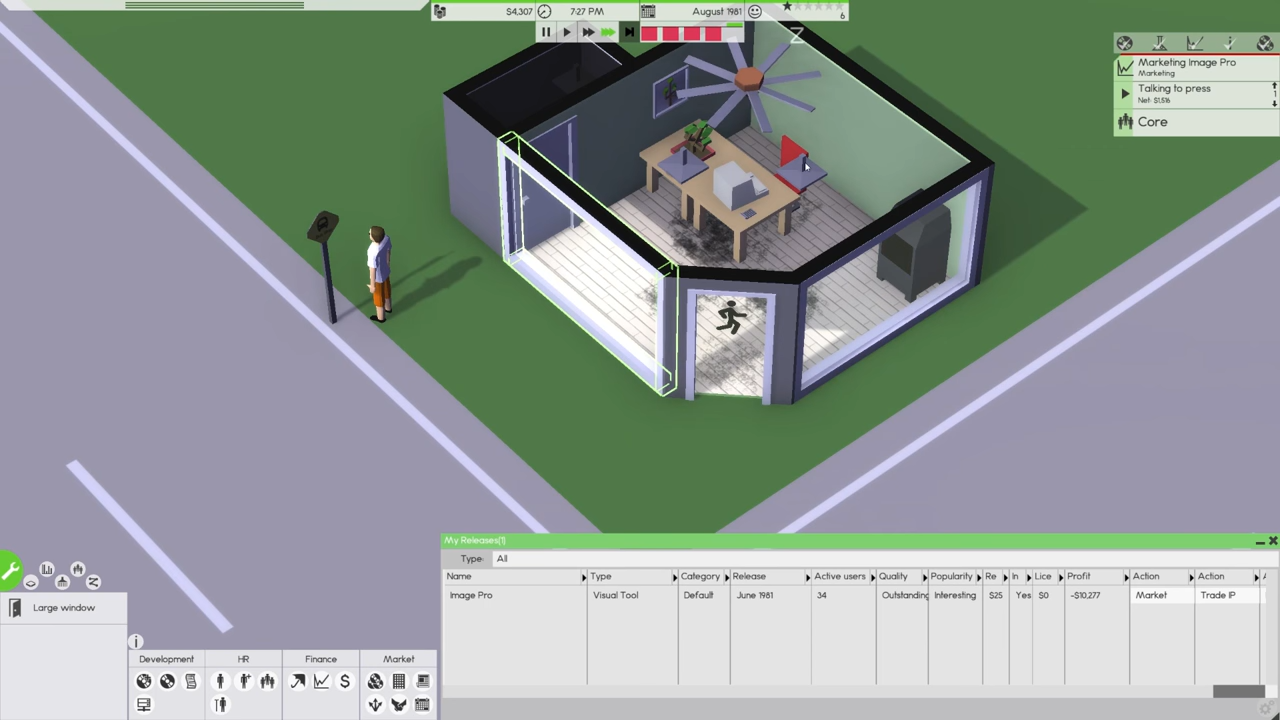 $4,307
7:27 PM
August 1981
6
Marketing Image Pro
Marketing
Talking to press
Net: $1,516
1
Core
My Releases(1)
Type: All
Name Type Category Release Active users Quality Popularity Re In Lice Profit Action Action
Image Pro Visual Tool Default June 1981 34 Outstanding Interesting $25 Yes $0 -$10,277 Market Trade IP
Large window
Development HR Finance Market